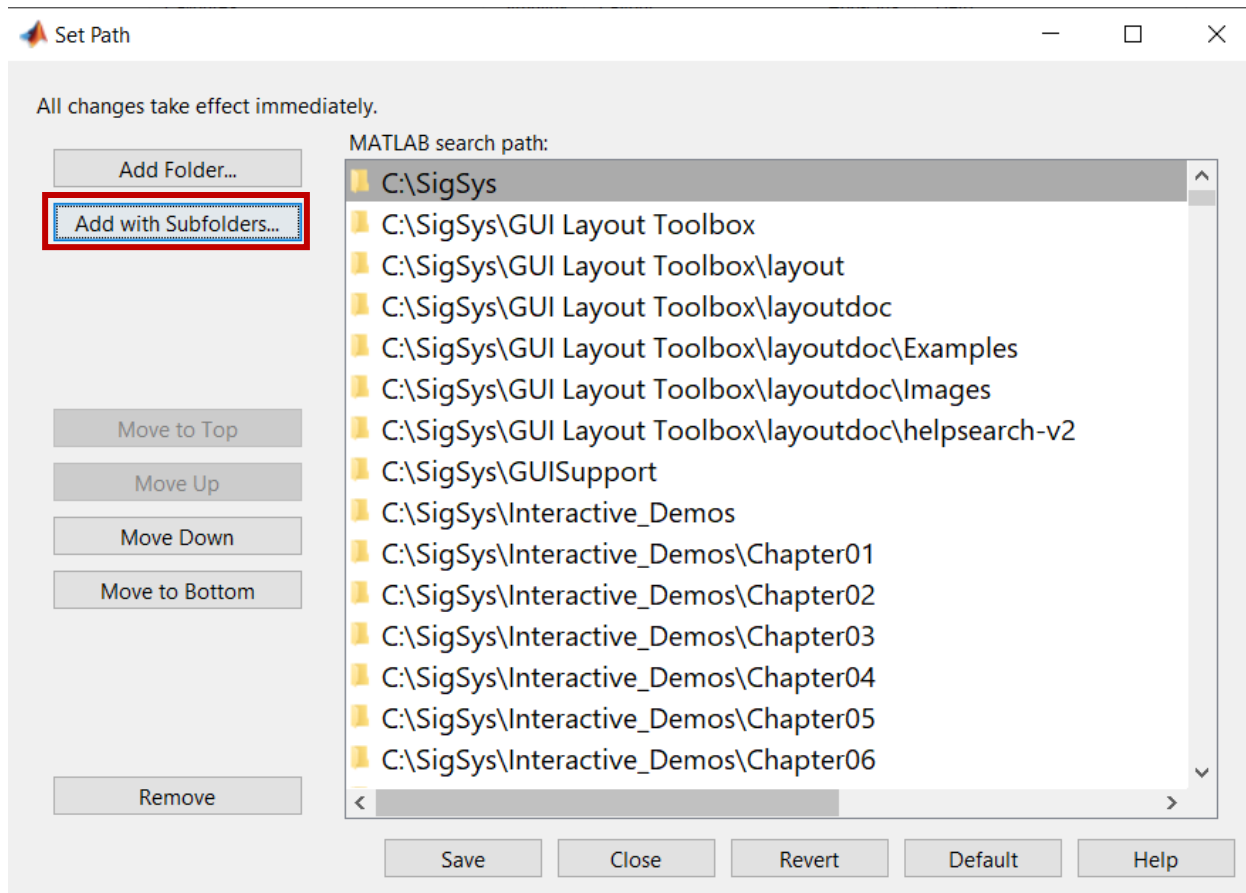 Set Path
All changes take effect immediately.
MATLAB search path:
Add Folder...
Add with Subfolders...
Move to Top
Move Up
Move Down
Move to Bottom
Remove
C:\SigSys
C:\SigSys\GUI Layout Toolbox
C:\SigSys\GUI Layout Toolbox\layout
C:\SigSys\GUI Layout Toolbox\layoutdoc
C:\SigSys\GUI Layout Toolbox\layoutdoc\Examples
C:\SigSys\GUI Layout Toolbox\layoutdoc\Images
C:\SigSys\GUI Layout Toolbox\layoutdoc\helpsearch-v2
C:\SigSys\GUISupport
C:\SigSys\Interactive_Demos
C:\SigSys\Interactive_Demos\Chapter01
C:\SigSys\Interactive_Demos\Chapter02
C:\SigSys\Interactive_Demos\Chapter03
C:\SigSys\Interactive_Demos\Chapter04
C:\SigSys\Interactive_Demos\Chapter05
C:\SigSys\Interactive_Demos\Chapter06
Save
Close
Revert
Default
Help